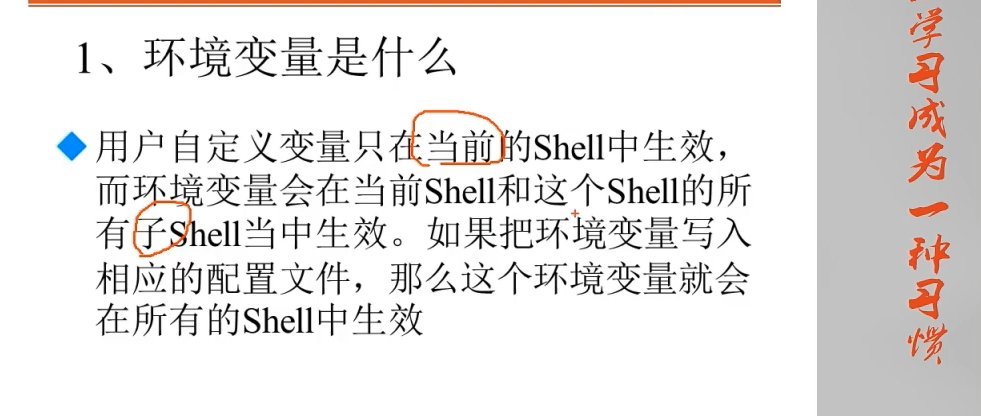 1、环境变量是什么
用户自定义变量只在当前的Shell中生效，
而环境变量会在当前Shell和这个Shell的所
有子Shell当中生效。如果把环境变量写入
相应的配置文件，那么这个环境变量就会
在所有的Shell中生效
学习成为一种习惯